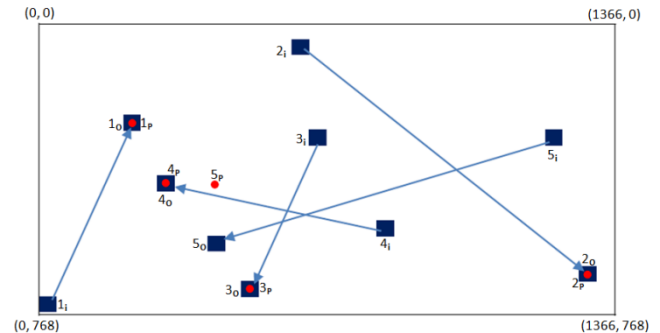 (0, 0) (1366, 0)
2i
1O 1P
3i
5i
4P 5P
4O
5O 4i
2O
2P
3O 3P
1i
(0, 768) (1366, 768)